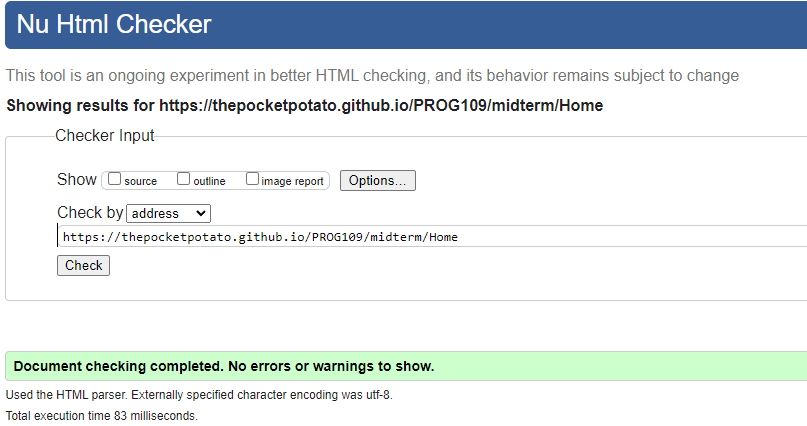 Nu Html Checker
This tool is an ongoing experiment in better HTML checking, and its behavior remains subject to change
Showing results for https://thepocketpotato.github.io/PROG109/midterm/Home
Checker Input
Show source outline image report Options...
Check by address
https://thepocketpotato.github.io/PROG109/midterm/Home
Check
Document checking completed. No errors or warnings to show.
Used the HTML parser. Externally specified character encoding was utf-8.
Total execution time 83 milliseconds.